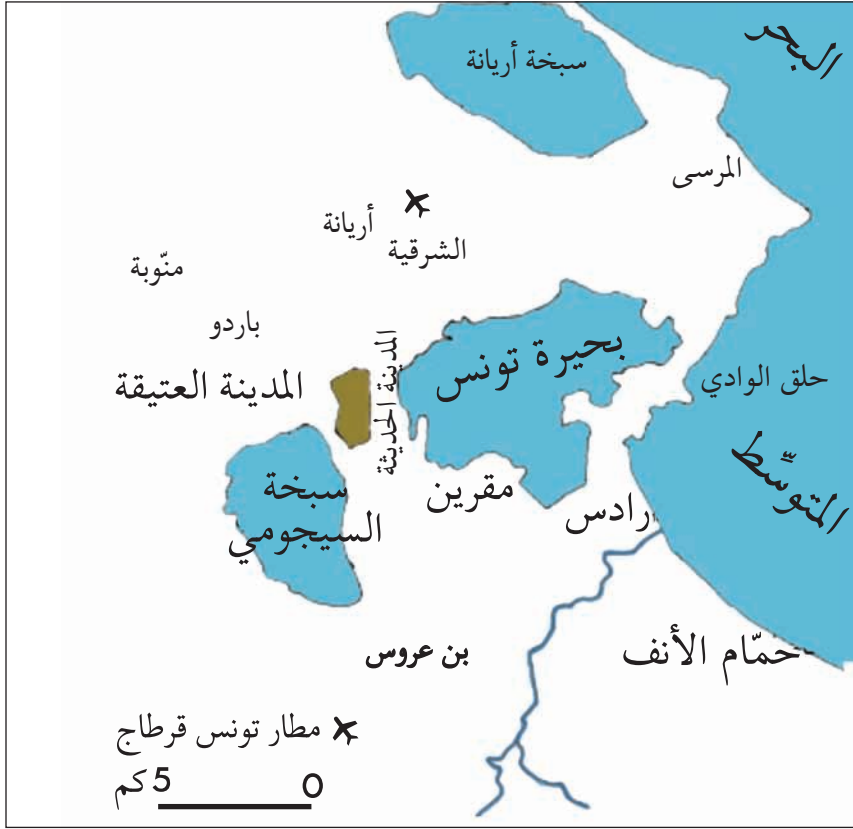 البحر
سبخة أريانة
المرسى
أريانة
الشرقية
منّوبة
باردو
المدينة الحديثة
بحيرة تونس
المدينة العتيقة
حلق الوادي
المتوسّط
سبخة
السيجومي
مقرين
رادس
بن عروس
حمّام الأنف
مطار تونس قرطاج
5 كم 0